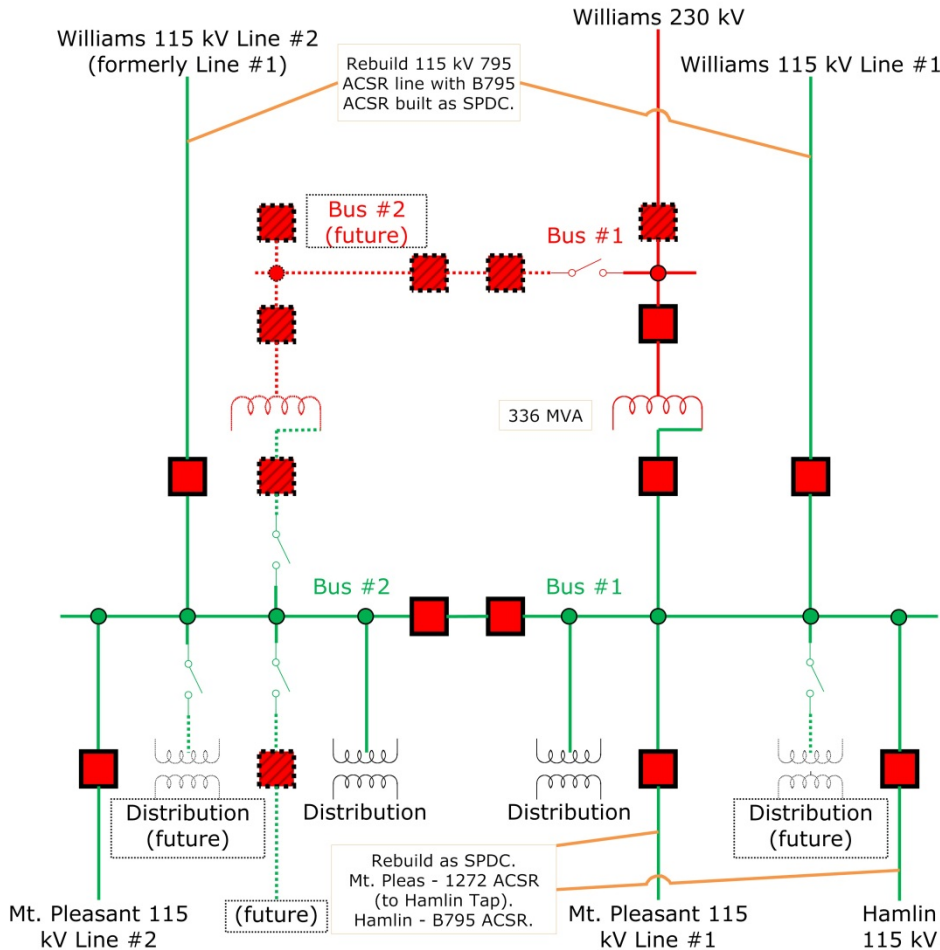 Williams 230 kV
Williams 115 kV Line #2
(formerly Line #1)
Rebuild 115 kV 795
ACSR line with B795
ACSR built as SPDC.
Williams 115 kV Line #1
Bus #2
(future)
Bus #1
336 MVA
Bus #2
Bus #1
Distribution
(future)
Distribution
Distribution
Distribution
(future)
Rebuild as SPDC.
Mt. Pleas - 1272 ACSR
(to Hamlin Tap).
Hamlin - B795 ACSR.
Mt. Pleasant 115
kV Line #2
(future)
Mt. Pleasant 115
kV Line #1
Hamlin
115 kV